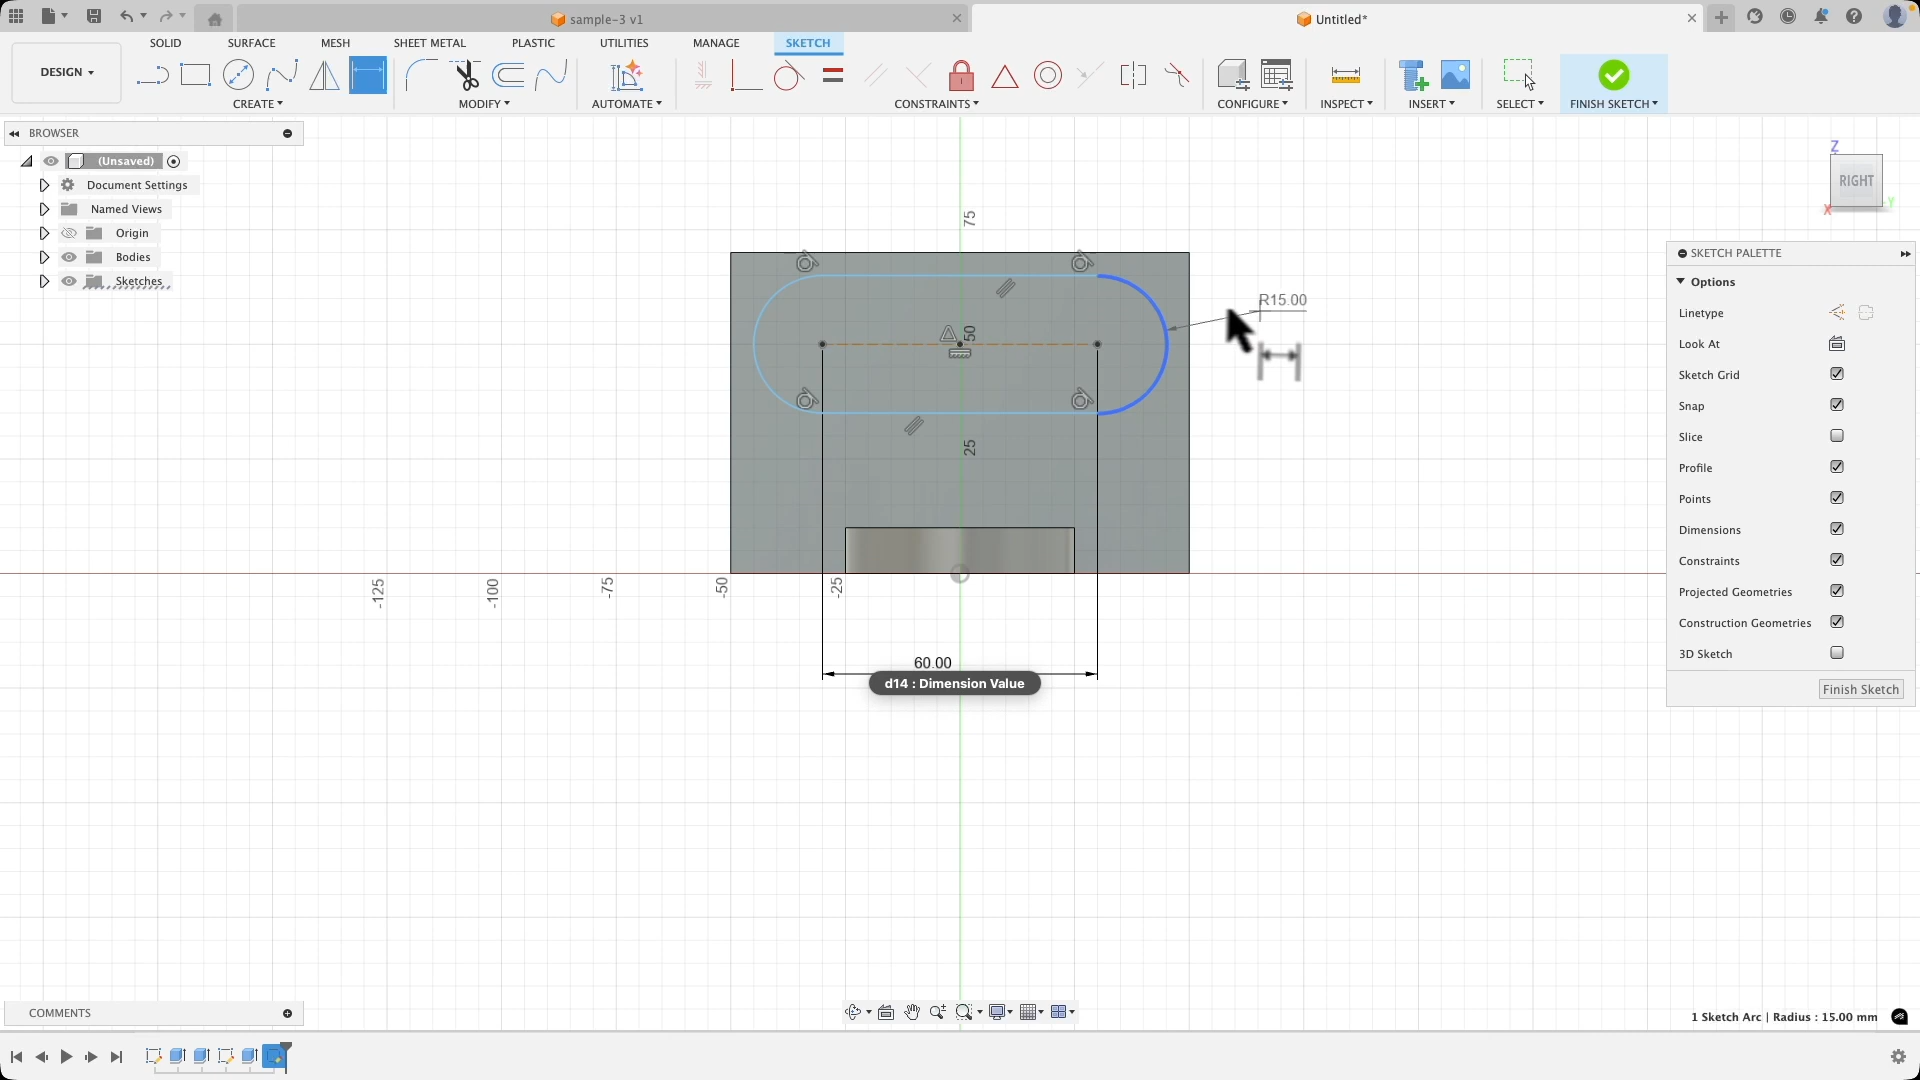 sample-3 v1
Untitled*
SOLID SURFACE MESH SHEET METAL PLASTIC UTILITIES MANAGE SKETCH
DESIGN
CREATE MODIFY AUTOMATE CONSTRAINTS CONFIGURE INSPECT INSERT SELECT FINISH SKETCH
BROWSER
(Unsaved)
Document Settings
Named Views
Origin
Bodies
Sketches
Z
RIGHT
X
Y
75
50
25
R15.00
-125
-100
-75
-50
-25
60.00
d14 : Dimension Value
SKETCH PALETTE
Options
Linetype
Look At
Sketch Grid
Snap
Slice
Profile
Points
Dimensions
Constraints
Projected Geometries
Construction Geometries
3D Sketch
Finish Sketch
COMMENTS
1 Sketch Arc | Radius : 15.00 mm